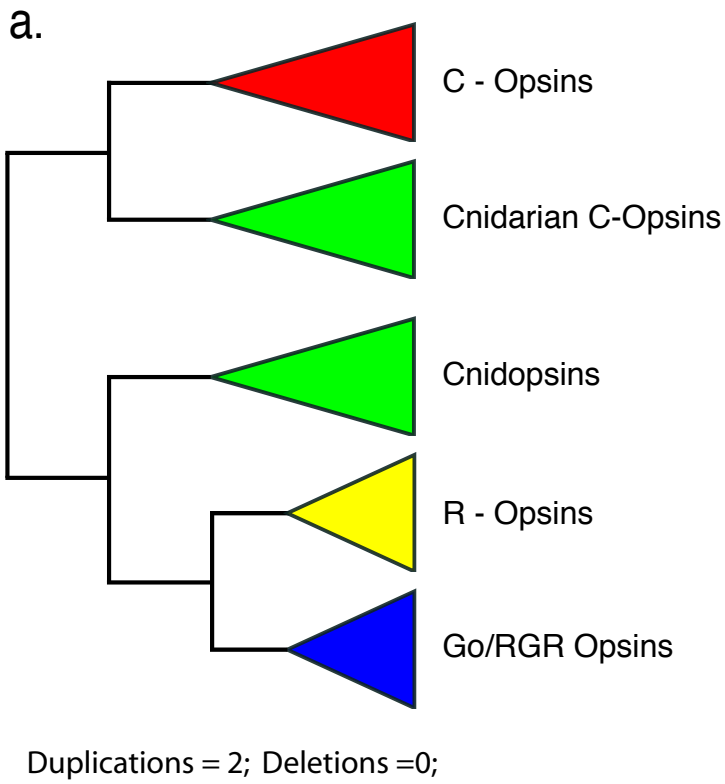 a.
C - Opsins
Cnidarian C-Opsins
Cnidopsins
R - Opsins
Go/RGR Opsins
Duplications = 2; Deletions =0;